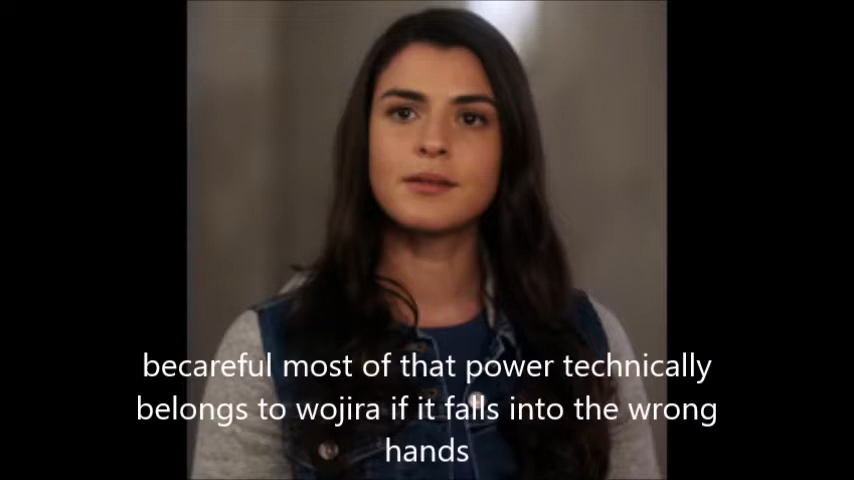 becareful most of that power technically
belongs to wojira if it falls into the wrong
hands